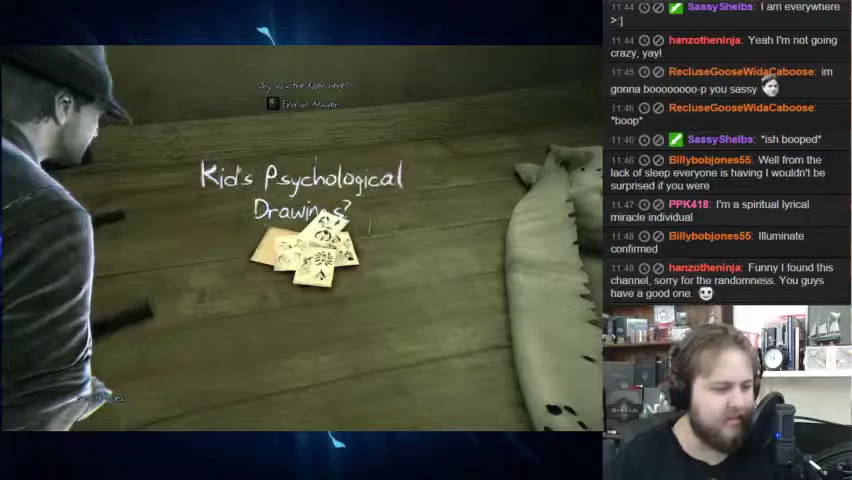 Why was the killer here?
Find an Answer
Kid's Psychological
Drawings?
11:44 SassyShelbs: I am everywhere
>:]
11:44 hanzotheninja: Yeah I'm not going
crazy, yay!
11:45 RecluseGooseWidaCaboose: im
gonna boooooooo-p you sassy
11:46 RecluseGooseWidaCaboose:
*boop*
11:46 SassyShelbs: *ish booped*
11:46 Billybobjones55: Well from the
lack of sleep everyone is having I wouldn't be
surprised if you were
11:47 PPK418: I'm a spiritual lyrical
miracle individual
11:48 Billybobjones55: Illuminate
confirmed
11:48 hanzotheninja: Funny I found this
channel, sorry for the randomness. You guys
have a good one.
DIABLO